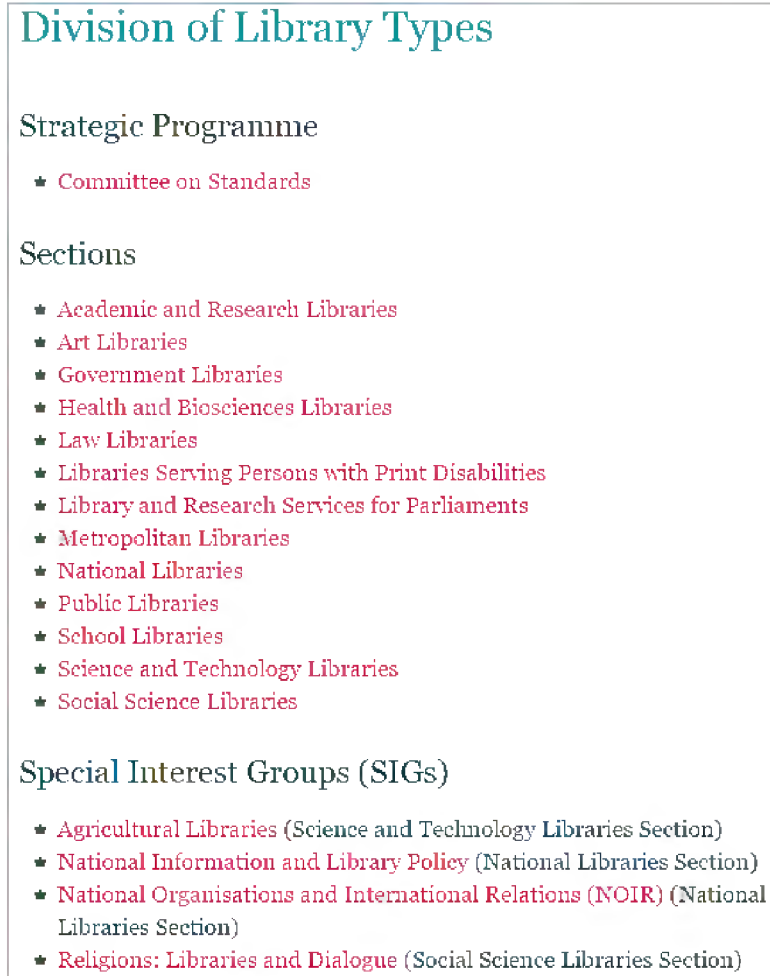 Division of Library Types
Strategic Programme
Committee on Standards
Sections
Academic and Research Libraries
Art Libraries
Government Libraries
Health and Biosciences Libraries
Law Libraries
Libraries Serving Persons with Print Disabilities
Library and Research Services for Parliaments
Metropolitan Libraries
National Libraries
Public Libraries
School Libraries
Science and Technology Libraries
Social Science Libraries
Special Interest Groups (SIGs)
Agricultural Libraries (Science and Technology Libraries Section)
National Information and Library Policy (National Libraries Section)
National Organisations and International Relations (NOIR) (National
Libraries Section)
Religions: Libraries and Dialogue (Social Science Libraries Section)